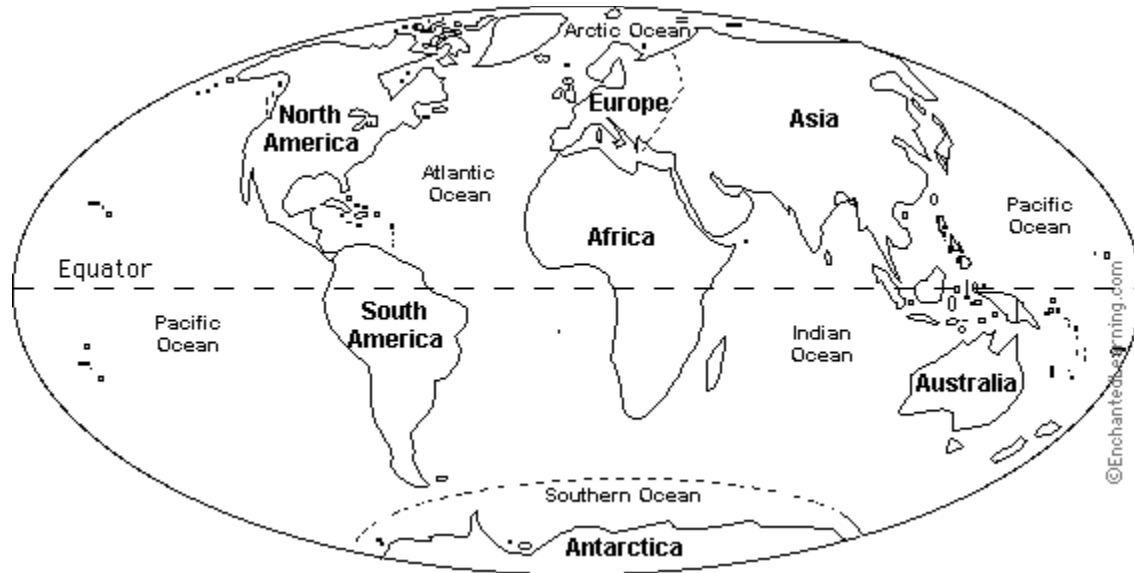 Arctic Ocean
North
America
Europe
Asia
Atlantic
Ocean
Pacific
Ocean
Africa
Equator
South
America
Pacific
Ocean
Indian
Ocean
Australia
©EnchantedLearning.com
Southern Ocean
Antarctica